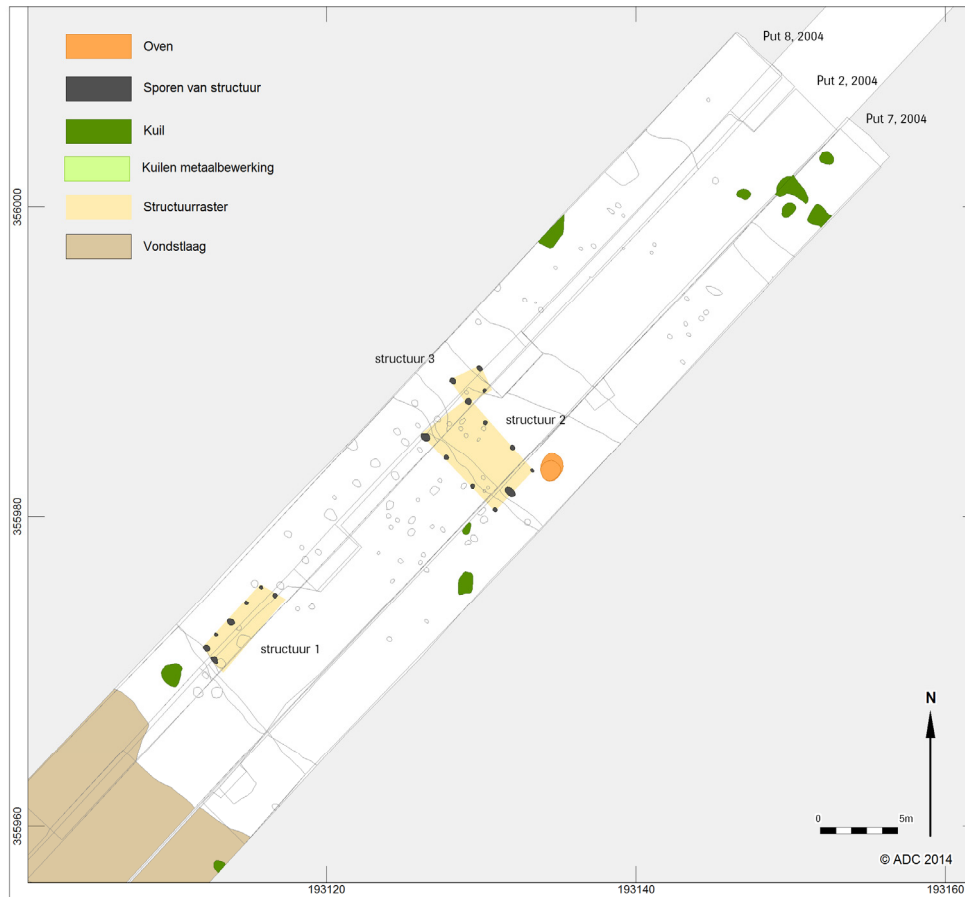 Oven
Sporen van structuur
Kuil
Kuilen metaalbewerking
Structuurraster
Vondstlaag
Put 8, 2004
Put 2, 2004
Put 7, 2004
356000
structuur 3
structuur 2
355980
structuur 1
355960
N
0 5m
© ADC 2014
193120 193140 193160